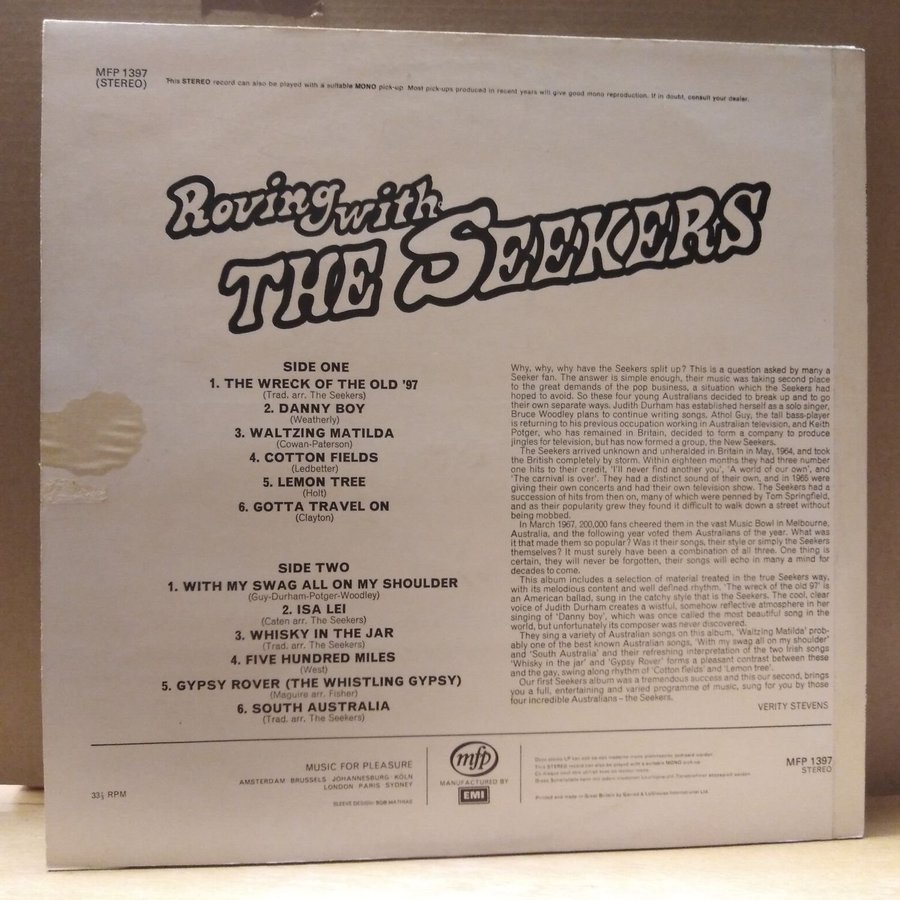 MFP 1397
(STEREO)
This STEREO record can also be played with a suitable MONO pick-up. Most pick-ups produced in recent years will give good mono reproduction. If in doubt, consult your dealer.
Roving with
THE SEEKERS
SIDE ONE
1. THE WRECK OF THE OLD '97
(Trad. arr. The Seekers)
2. DANNY BOY
(Weatherly)
3. WALTZING MATILDA
(Cowan-Paterson)
4. COTTON FIELDS
(Ledbetter)
5. LEMON TREE
(Holt)
6. GOTTA TRAVEL ON
(Clayton)
SIDE TWO
1. WITH MY SWAG ALL ON MY SHOULDER
(Guy-Durham-Potger-Woodley)
2. ISA LEI
(Caten arr. The Seekers)
3. WHISKY IN THE JAR
(Trad. arr. The Seekers)
4. FIVE HUNDRED MILES
(West)
5. GYPSY ROVER (THE WHISTLING GYPSY)
(Maguire arr. Fisher)
6. SOUTH AUSTRALIA
(Trad. arr. The Seekers)
Why, why, why have the Seekers split up? This is a question asked by many a
Seeker fan. The answer is simple enough, their music was taking second place
to the great demands of the pop business, a situation which the Seekers had
hoped to avoid. So these four young Australians decided to break up and to go
their own separate ways. Judith Durham has established herself as a solo singer,
Bruce Woodley plans to continue writing songs. Athol Guy, the tall bass-player
is returning to his previous occupation working in Australian television, and Keith
Potger, who has remained in Britain, decided to form a company to produce
jingles for television, but has now formed a group, the New Seekers.
The Seekers arrived unknown and unheralded in Britain in May, 1964, and took
the British completely by storm. Within eighteen months they had three number
one hits to their credit, 'I'll never find another you', 'A world of our own', and
'The carnival is over'. They had a distinct sound of their own, and in 1965 were
giving their own concerts and had their own television show. The Seekers had a
succession of hits from then on, many of which were penned by Tom Springfield,
and as their popularity grew they found it difficult to walk down a street without
being mobbed.
In March 1967, 200,000 fans cheered them in the vast Music Bowl in Melbourne,
Australia, and the following year voted them Australians of the year. What was
it that made them so popular? Was it their songs, their style or simply the Seekers
themselves? It must surely have been a combination of all three. One thing is
certain, they will never be forgotten, their songs will echo in many a mind for
decades to come.
This album includes a selection of material treated in the true Seekers way,
with its melodious content and well defined rhythm. 'The wreck of the old 97' is
an American ballad, sung in the catchy style that is the Seekers. The cool, clear
voice of Judith Durham creates a wistful, somehow reflective atmosphere in her
singing of 'Danny boy', which was once called the most beautiful song in the
world, but unfortunately its composer was never discovered.
They sing a variety of Australian songs on this album, 'Waltzing Matilda' prob-
ably one of the best known Australian songs, 'With my swag all on my shoulder'
and 'South Australia' and their refreshing interpretation of the two Irish songs
'Whisky in the jar' and 'Gypsy Rover' forms a pleasant contrast between these
and the gay, swing along rhythm of 'Cotton fields' and 'Lemon tree'.
Our first Seekers album was a tremendous success and this our second, brings
you a full, entertaining and varied programme of music, sung for you by those
four incredible Australians – the Seekers.
VERITY STEVENS
33⅓ RPM
MUSIC FOR PLEASURE
AMSTERDAM BRUSSELS JOHANNESBURG KÖLN
LONDON PARIS SYDNEY
SLEEVE DESIGN: BOB MATHIAS
mfp
MANUFACTURED BY
EMI
This STEREO record can also be played with a suitable MONO pick-up
Printed and made in Great Britain by Garrod & Lofthouse International Ltd.
MFP 1397
STEREO